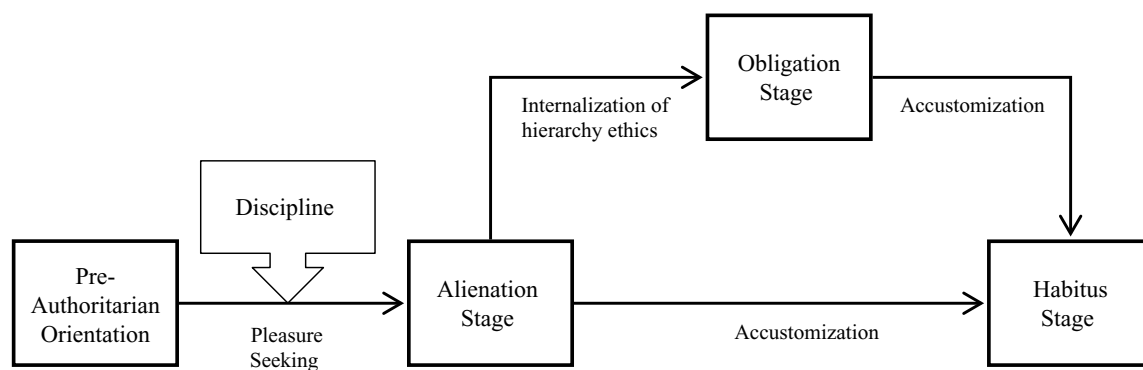 Obligation
Stage
Internalization of
hierarchy ethics
Accustomization
Discipline
Pre-
Authoritarian
Orientation
Pleasure
Seeking
Alienation
Stage
Accustomization
Habitus
Stage